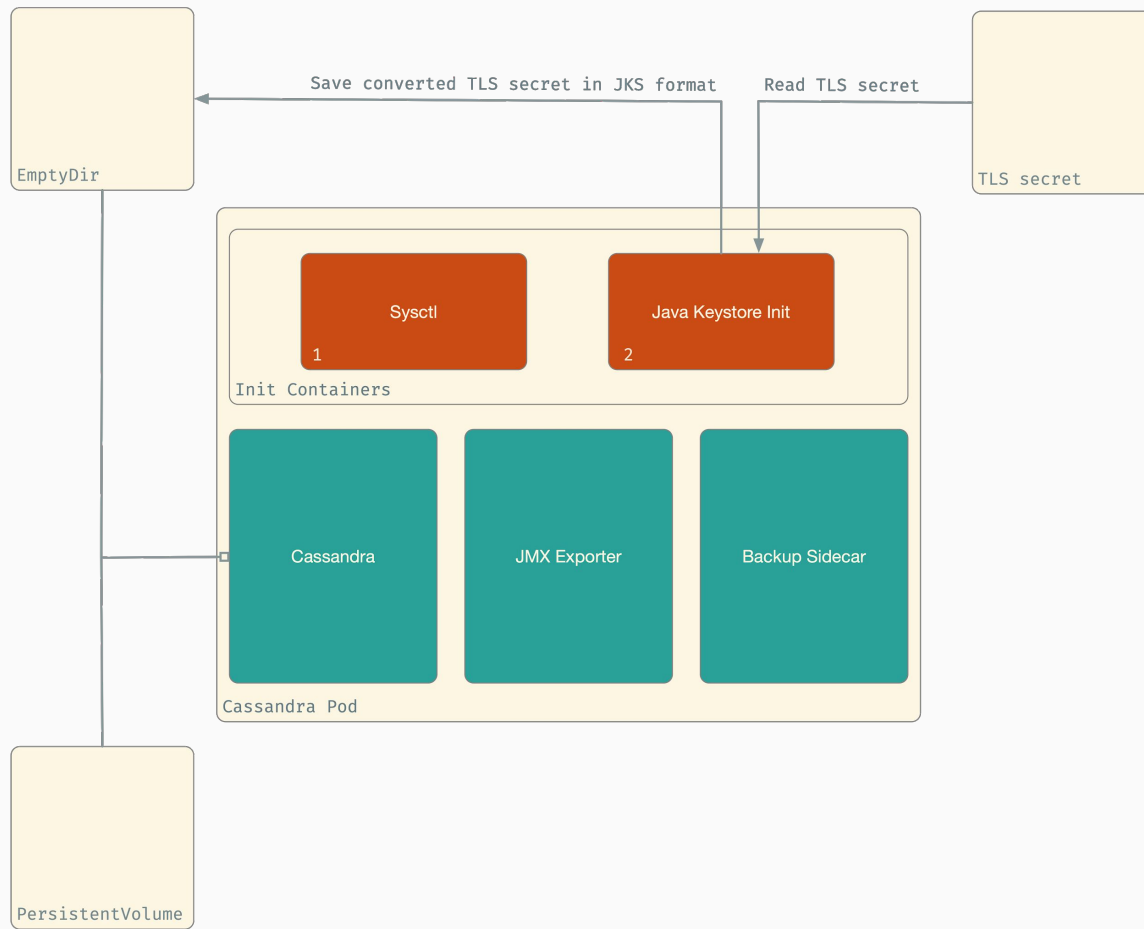 Save converted TLS secret in JKS format
Read TLS secret
EmptyDir
TLS secret
Sysctl
Java Keystore Init
1
2
Init Containers
Cassandra
JMX Exporter
Backup Sidecar
Cassandra Pod
PersistentVolume